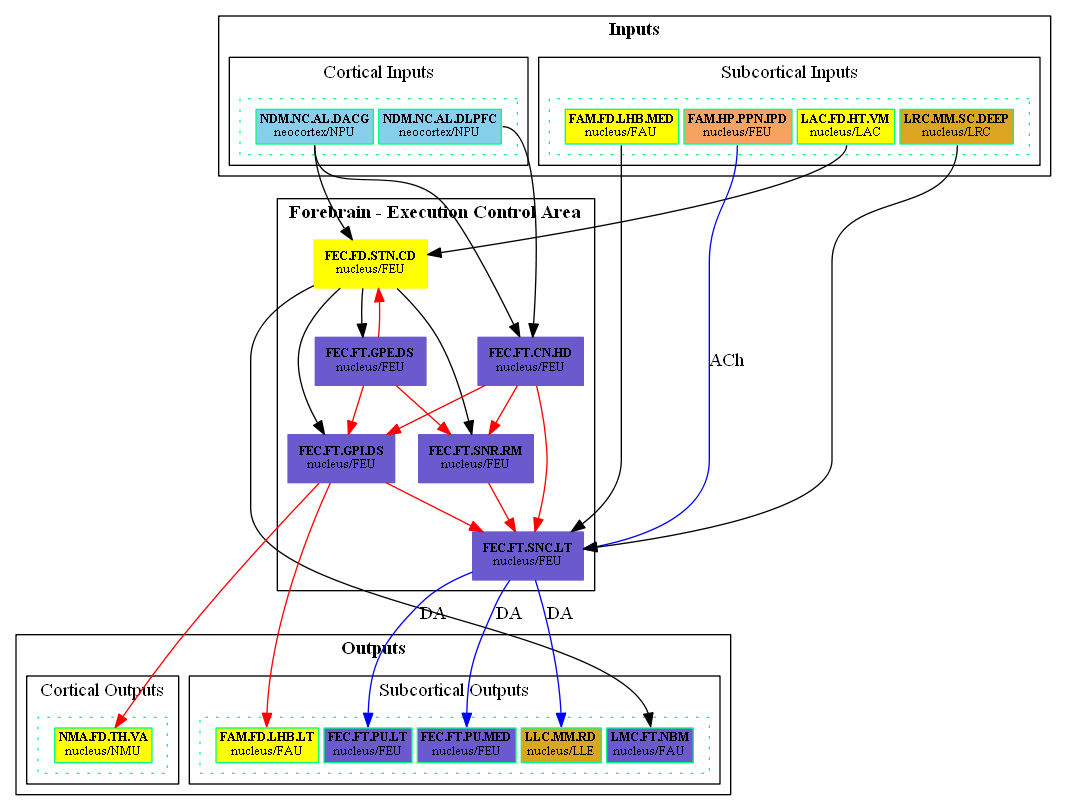 Inputs
Cortical Inputs
Subcortical Inputs
NDM.NC.AL.DACG
neocortex/NPU
NDM.NC.AL.DLPFC
neocortex/NPU
FAM.FD.LHB.MED
nucleus/FAU
FAM.HP.PPN.IPD
nucleus/FEU
LAC.FD.HT.VM
nucleus/LAC
LRC.MM.SC.DEEP
nucleus/LRC
Forebrain - Execution Control Area
FEC.FD.STN.CD
nucleus/FEU
FEC.FT.GPE.DS
nucleus/FEU
FEC.FT.CN.HD
nucleus/FEU
ACh
FEC.FT.GPI.DS
nucleus/FEU
FEC.FT.SNR.RM
nucleus/FEU
FEC.FT.SNC.LT
nucleus/FEU
DA
DA
DA
Outputs
Cortical Outputs
Subcortical Outputs
NMA.FD.TH.VA
nucleus/NMU
FAM.FD.LHB.LT
nucleus/FAU
FEC.FT.PU.LT
nucleus/FEU
FEC.FT.PU.MED
nucleus/FEU
LLC.MM.RD
nucleus/LLE
LMC.FT.NBM
nucleus/FAU